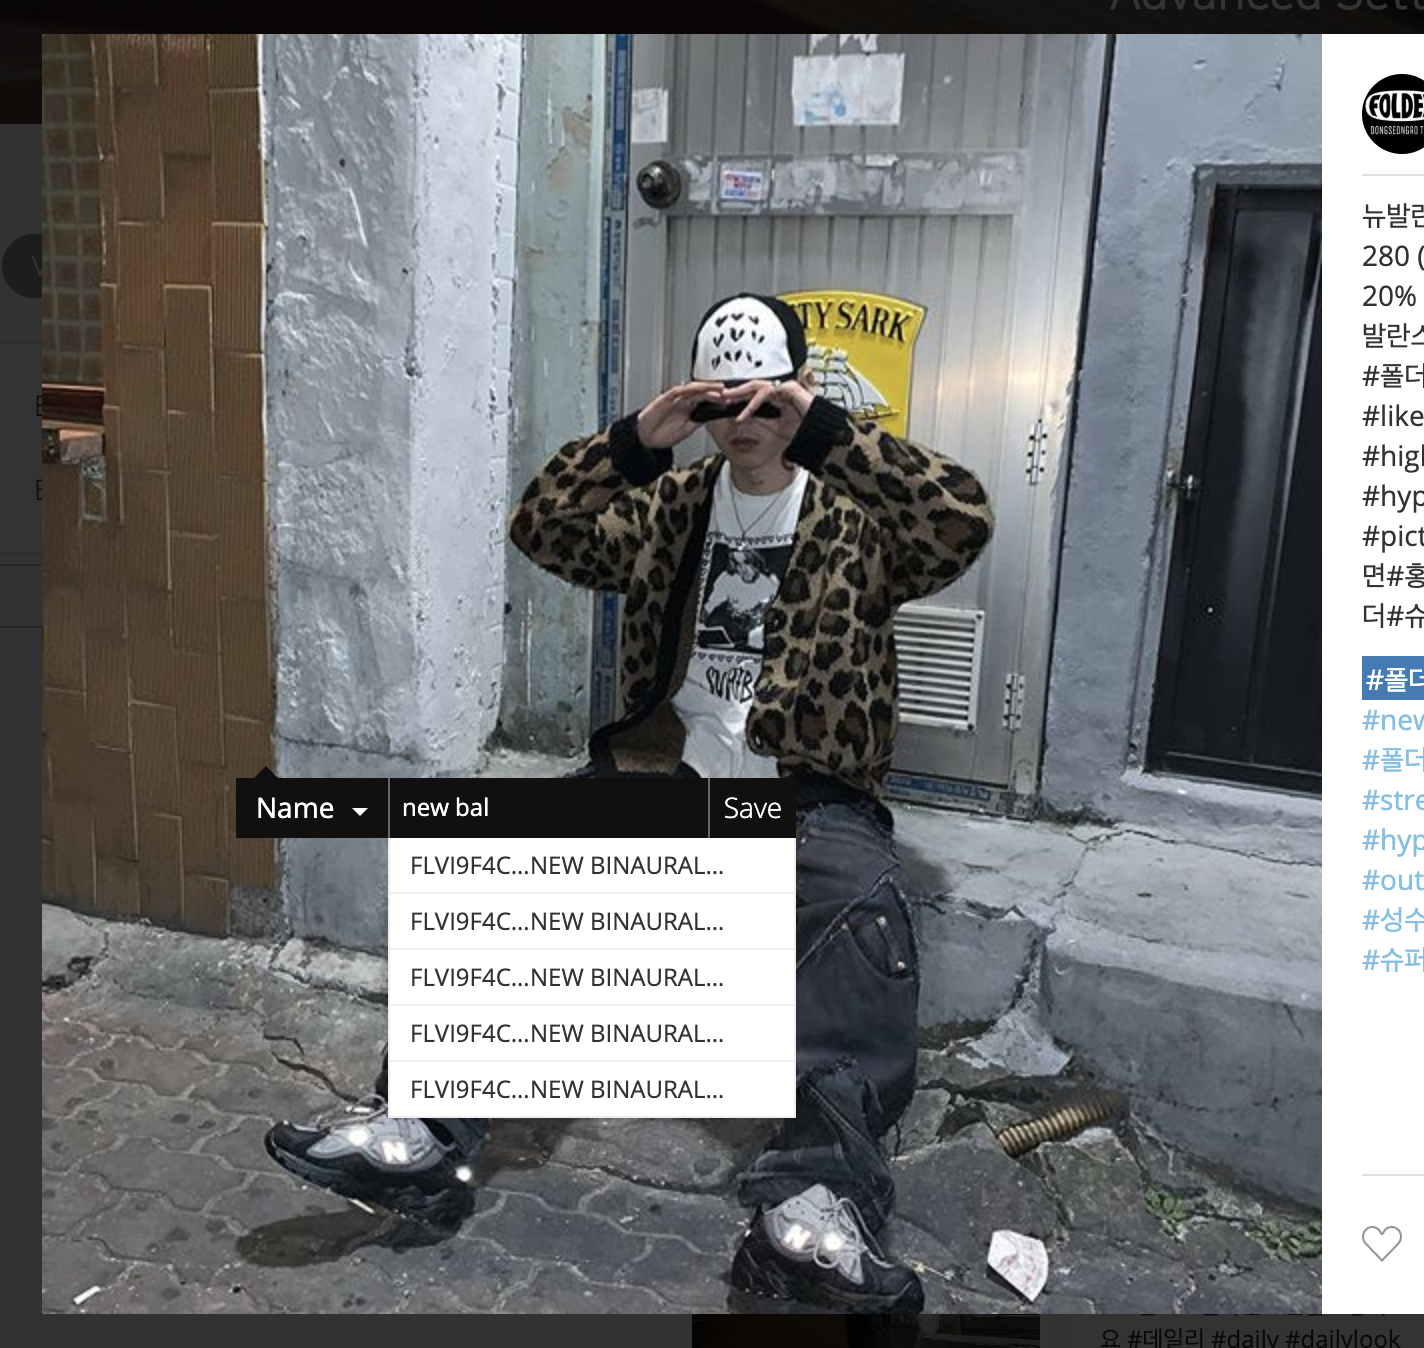 Advanced Sett
FOLDE
DONGSEONGRO T
TY SARK
뉴발란
280 (
20%
발란스
#폴더
#like
#high
#hyp
#pict
면#홍
더#슈
#폴더
#new
#폴더
#stre
#hyp
#out
#성수
#슈퍼
Name
new bal
Save
FLVI9F4C...NEW BINAURAL...
FLVI9F4C...NEW BINAURAL...
FLVI9F4C...NEW BINAURAL...
FLVI9F4C...NEW BINAURAL...
FLVI9F4C...NEW BINAURAL...
N
N
요 #데일리 #daily #dailylook